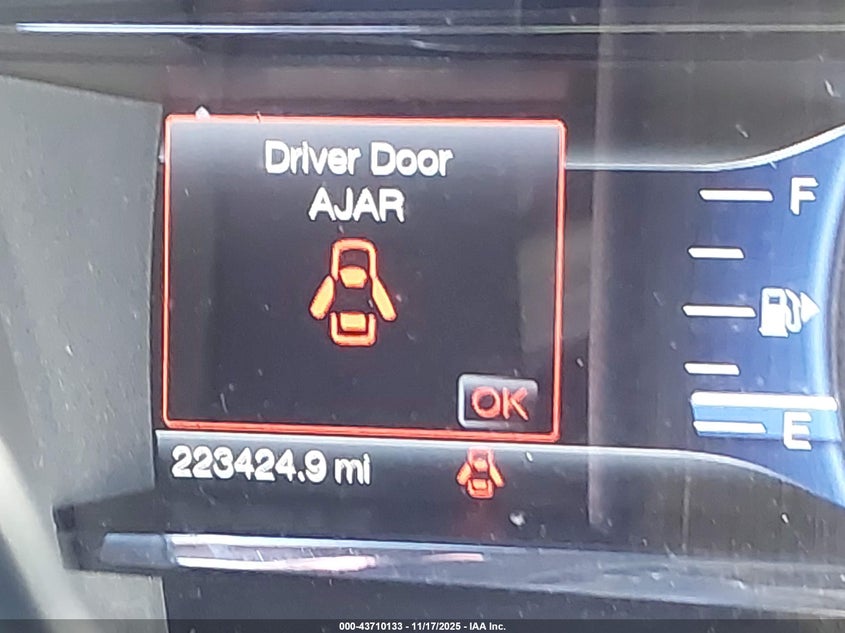 Driver Door
AJAR
OK
223424.9 mi
F
E
000-43710133 - 11/17/2025 - IAA Inc.